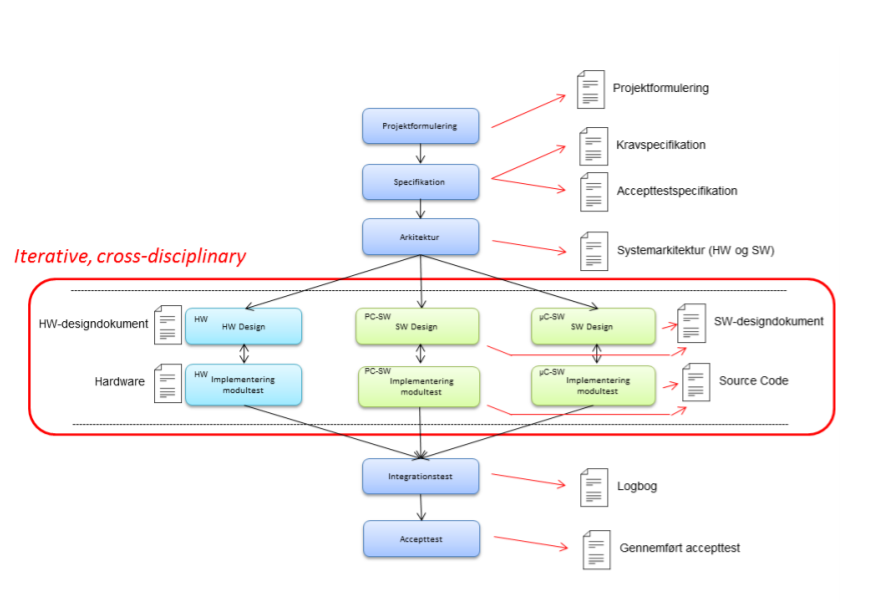 Projektformulering
Projektformulering
Kravspecifikation
Specifikation
Accepttestspecifikation
Arkitektur
Systemarkitektur (HW og SW)
Iterative, cross-disciplinary
HW-designdokument
HW
HW Design
PC-SW
SW Design
µC-SW
SW Design
SW-designdokument
Hardware
HW
Implementering
modultest
PC-SW
Implementering
modultest
µC-SW
Implementering
modultest
Source Code
Integrationstest
Logbog
Accepttest
Gennemført accepttest